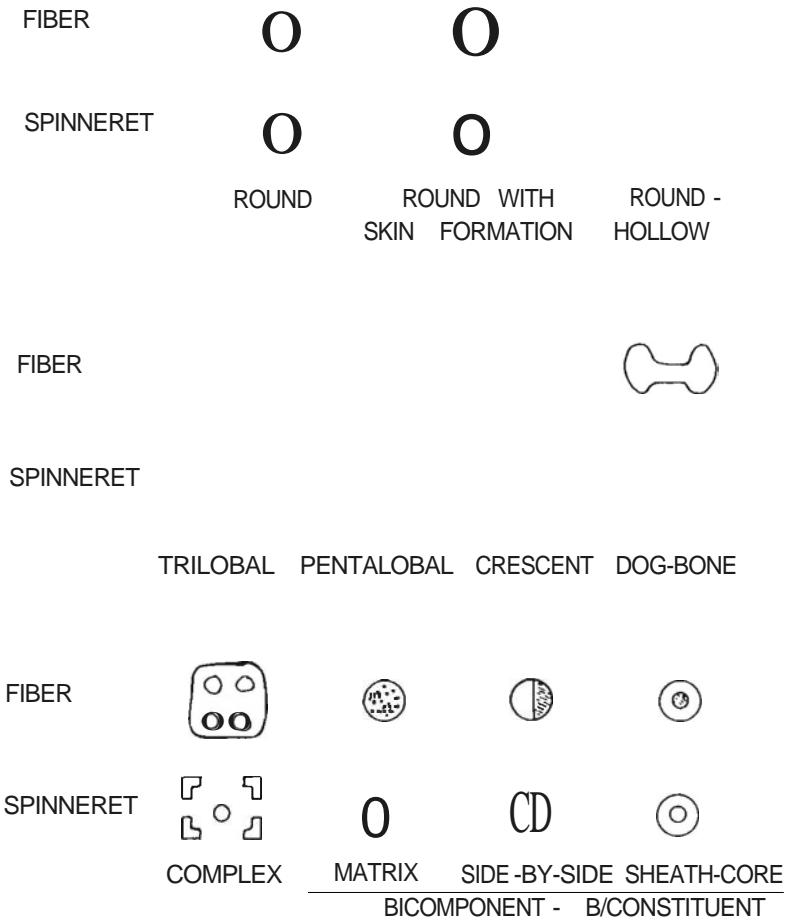 FIBER O O
SPINNERET O O
ROUND ROUND WITH ROUND -
SKIN FORMATION HOLLOW
FIBER
SPINNERET
TRILOBAL PENTALOBAL CRESCENT DOG-BONE
FIBER
SPINNERET O CD
COMPLEX MATRIX SIDE-BY-SIDE SHEATH-CORE
BICOMPONENT - B/CONSTITUENT